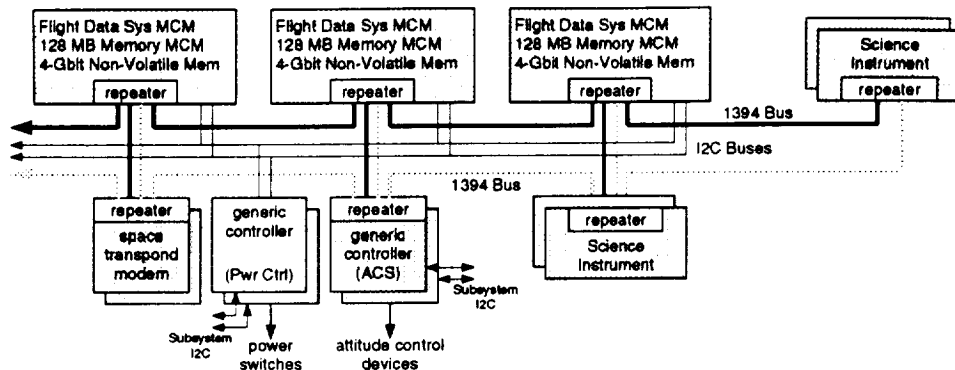 Flight Data Sys MCM
128 MB Memory MCM
4-Gbit Non-Volatile Mem
repeater
Flight Data Sys MCM
128 MB Memory MCM
4-Gbit Non-Volatile Mem
repeater
Flight Data Sys MCM
128 MB Memory MCM
4-Gbit Non-Volatile Mem
repeater
Science
Instrument
repeater
1394 Bus
I2C Buses
1394 Bus
repeater
space
transpond
modem
generic
controller
(Pwr Ctrl)
repeater
generic
controller
(ACS)
repeater
Science
Instrument
Subsystem
I2C
Subsystem
I2C
power
switches
attitude control
devices